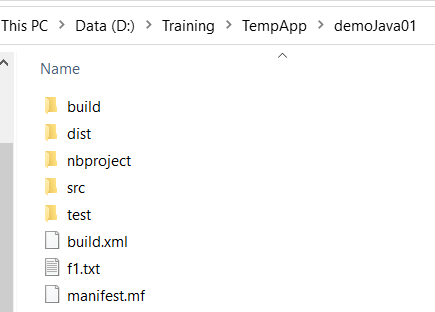 This PC > Data (D:) > Training > TempApp > demoJava01
Name
build
dist
nbproject
src
test
build.xml
f1.txt
manifest.mf